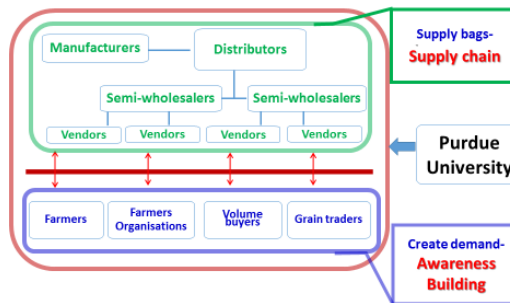 Manufacturers
Distributors
Semi-wholesalers
Semi-wholesalers
Vendors
Vendors
Vendors
Vendors
Farmers
Farmers
Organisations
Volume
buyers
Grain traders
Supply bags-
Supply chain
Purdue
University
Create demand-
Awareness
Building